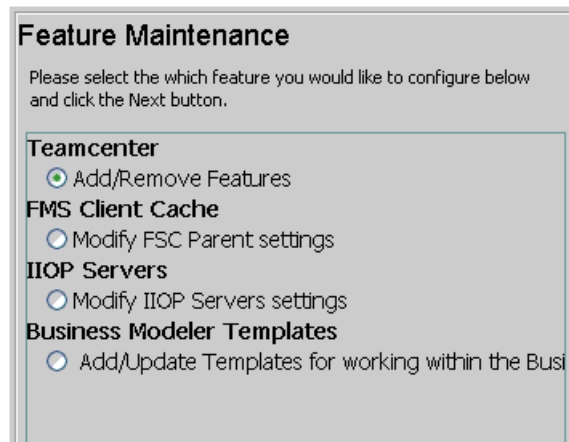 Feature Maintenance
Please select the which feature you would like to configure below
and click the Next button.
Teamcenter
Add/Remove Features
FMS Client Cache
Modify FSC Parent settings
IIOP Servers
Modify IIOP Servers settings
Business Modeler Templates
Add/Update Templates for working within the Busi